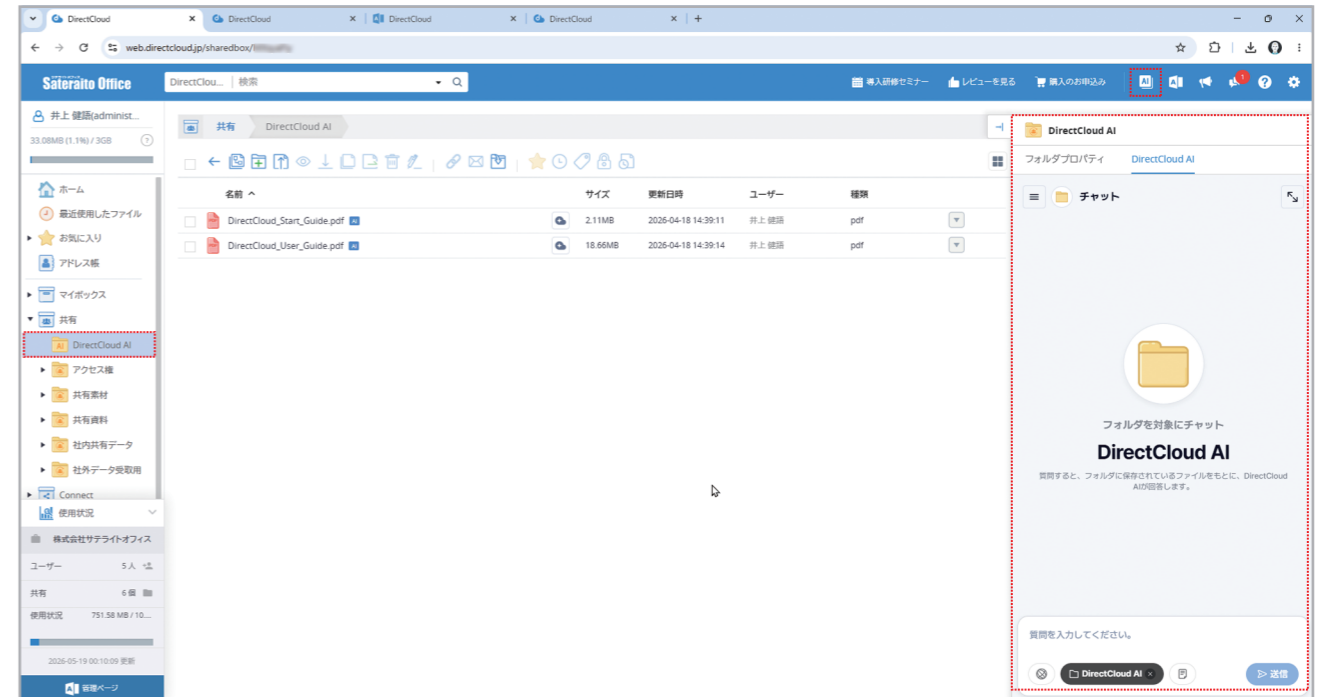 DirectCloud
DirectCloud
DirectCloud
DirectCloud
web.directcloud.jp/sharedbox/
Sateraito Office
DirectClou...
検索
導入研修セミナー
レビューを見る
購入のお申込み
AI
1
井上 健語(administ...
33.08MB (1.1%) / 3GB
ホーム
最近使用したファイル
お気に入り
アドレス帳
マイボックス
共有
DirectCloud AI
アクセス権
共有素材
共有資料
社内共有データ
社外データ受取用
Connect
使用状況
株式会社サテライトオフィス
ユーザー 5人
共有 6個
使用状況 751.58 MB / 10....
2026-05-19 00:10:09 更新
管理ページ
共有
DirectCloud AI
名前 サイズ 更新日時 ユーザー 種類
DirectCloud_Start_Guide.pdf 2.11MB 2026-04-18 14:39:11 井上 健語 pdf
DirectCloud_User_Guide.pdf 18.66MB 2026-04-18 14:39:14 井上 健語 pdf
DirectCloud AI
フォルダプロパティ DirectCloud AI
チャット
フォルダを対象にチャット
DirectCloud AI
質問すると、フォルダに保存されているファイルをもとに、DirectCloud
AIが回答します。
質問を入力してください。
DirectCloud AI
送信